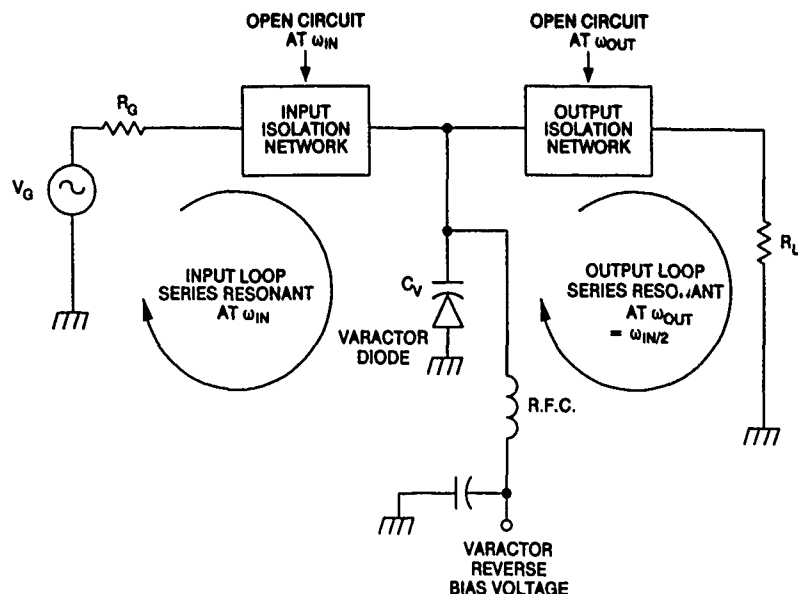 OPEN CIRCUIT
AT ωIN
OPEN CIRCUIT
AT ωOUT
RG
INPUT
ISOLATION
NETWORK
OUTPUT
ISOLATION
NETWORK
VG
RL
INPUT LOOP
SERIES RESONANT
AT ωIN
CV
VARACTOR
DIODE
OUTPUT LOOP
SERIES RESONANT
AT ωOUT
= ωIN/2
R.F.C.
VARACTOR
REVERSE
BIAS VOLTAGE